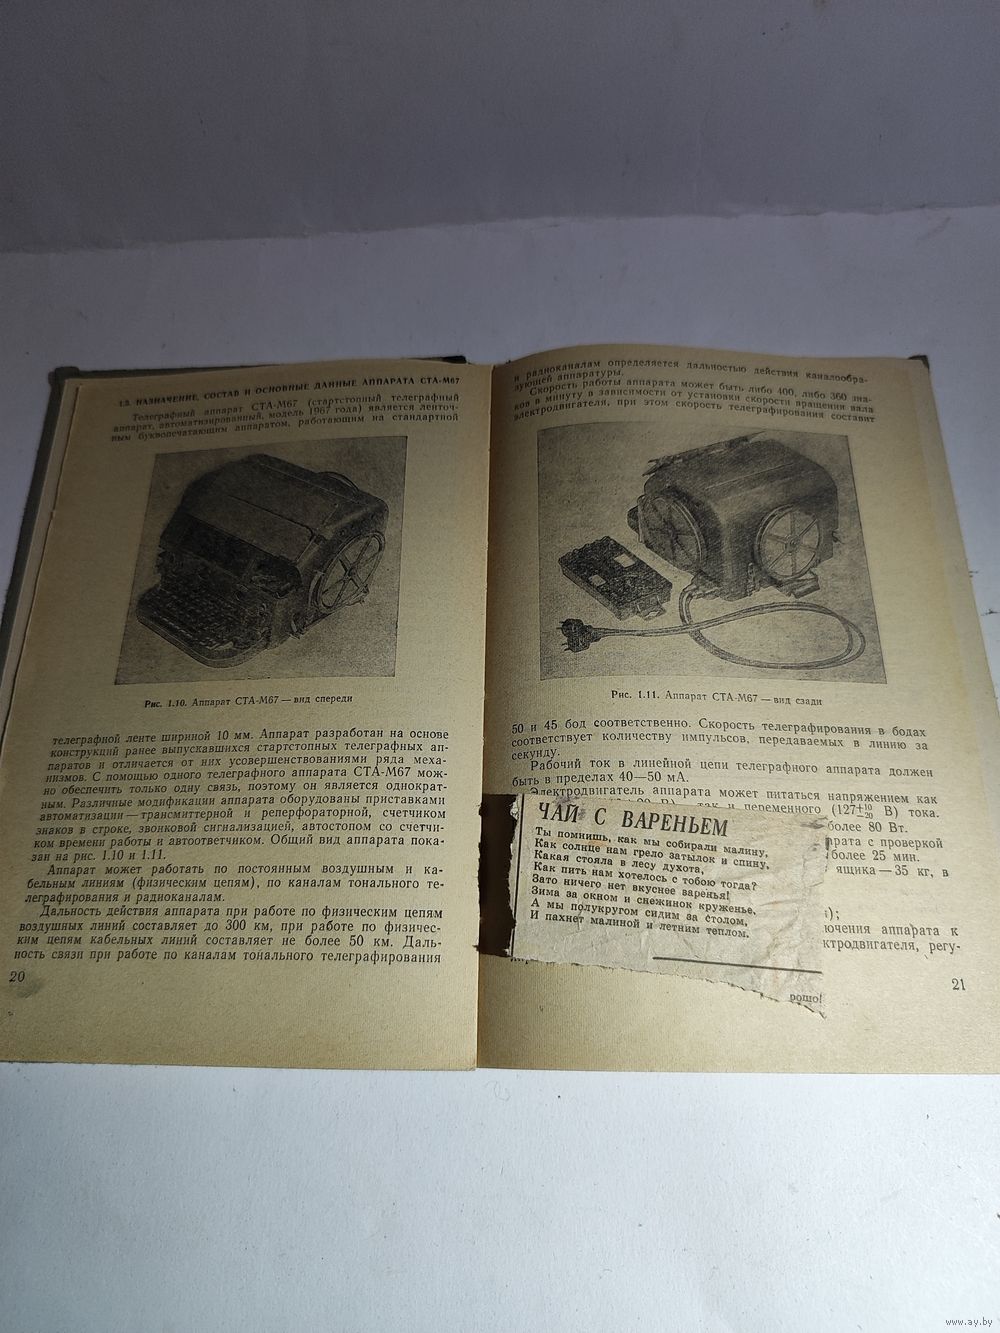 1.3. НАЗНАЧЕНИЕ, СОСТАВ И ОСНОВНЫЕ ДАННЫЕ АППАРАТА СТА-М67
Телеграфный аппарат СТА-М67 (стартстопный телеграфный
аппарат, автоматизированный, модель 1967 года) является ленточ-
ным буквопечатающим аппаратом, работающим на стандартной
Рис. 1.10. Аппарат СТА-М67 — вид спереди
телеграфной ленте шириной 10 мм. Аппарат разработан на основе
конструкций ранее выпускавшихся стартстопных телеграфных ап-
паратов и отличается от них усовершенствованиями ряда меха-
низмов. С помощью одного телеграфного аппарата СТА-М67 мож-
но обеспечить только одну связь, поэтому он является однократ-
ным. Различные модификации аппарата оборудованы приставками
автоматизации — трансмиттерной и реперфораторной, счетчиком
знаков в строке, звонковой сигнализацией, автостопом со счетчи-
ком времени работы и автоответчиком. Общий вид аппарата пока-
зан на рис. 1.10 и 1.11.
Аппарат может работать по постоянным воздушным и ка-
бельным линиям (физическим цепям), по каналам тонального те-
леграфирования и радиоканалам.
Дальность действия аппарата при работе по физическим цепям
воздушных линий составляет до 300 км, при работе по физичес-
ким цепям кабельных линий составляет не более 50 км. Даль-
ность связи при работе по каналам тонального телеграфирования
20
и радиоканалам определяется дальностью действия каналообра-
зующей аппаратуры.
Скорость работы аппарата может быть либо 400, либо 360 зна-
ков в минуту в зависимости от установки скорости вращения вала
электродвигателя, при этом скорость телеграфирования составит
Рис. 1.11. Аппарат СТА-М67 — вид сзади
50 и 45 бод соответственно. Скорость телеграфирования в бодах
соответствует количеству импульсов, передаваемых в линию за
секунду.
Рабочий ток в линейной цепи телеграфного аппарата должен
быть в пределах 40—50 мА.
Электродвигатель аппарата может питаться напряжением как
так и переменного (127+10 −20 В) тока.
более 80 Вт.
рата с проверкой
более 25 мин.
ящика — 35 кг, в
);
ючения аппарата к
ктродвигателя, регу-
ЧАЙ С ВАРЕНЬЕМ
Ты помнишь, как мы собирали малину,
Как солнце нам грело затылок и спину,
Какая стояла в лесу духота,
Как пить нам хотелось с тобою тогда?
Зато ничего нет вкуснее варенья!
Зима за окном и снежинок круженье,
А мы полукругом сидим за столом,
И пахнет малиной и летним теплом.
рошо!
21
www.ay.by